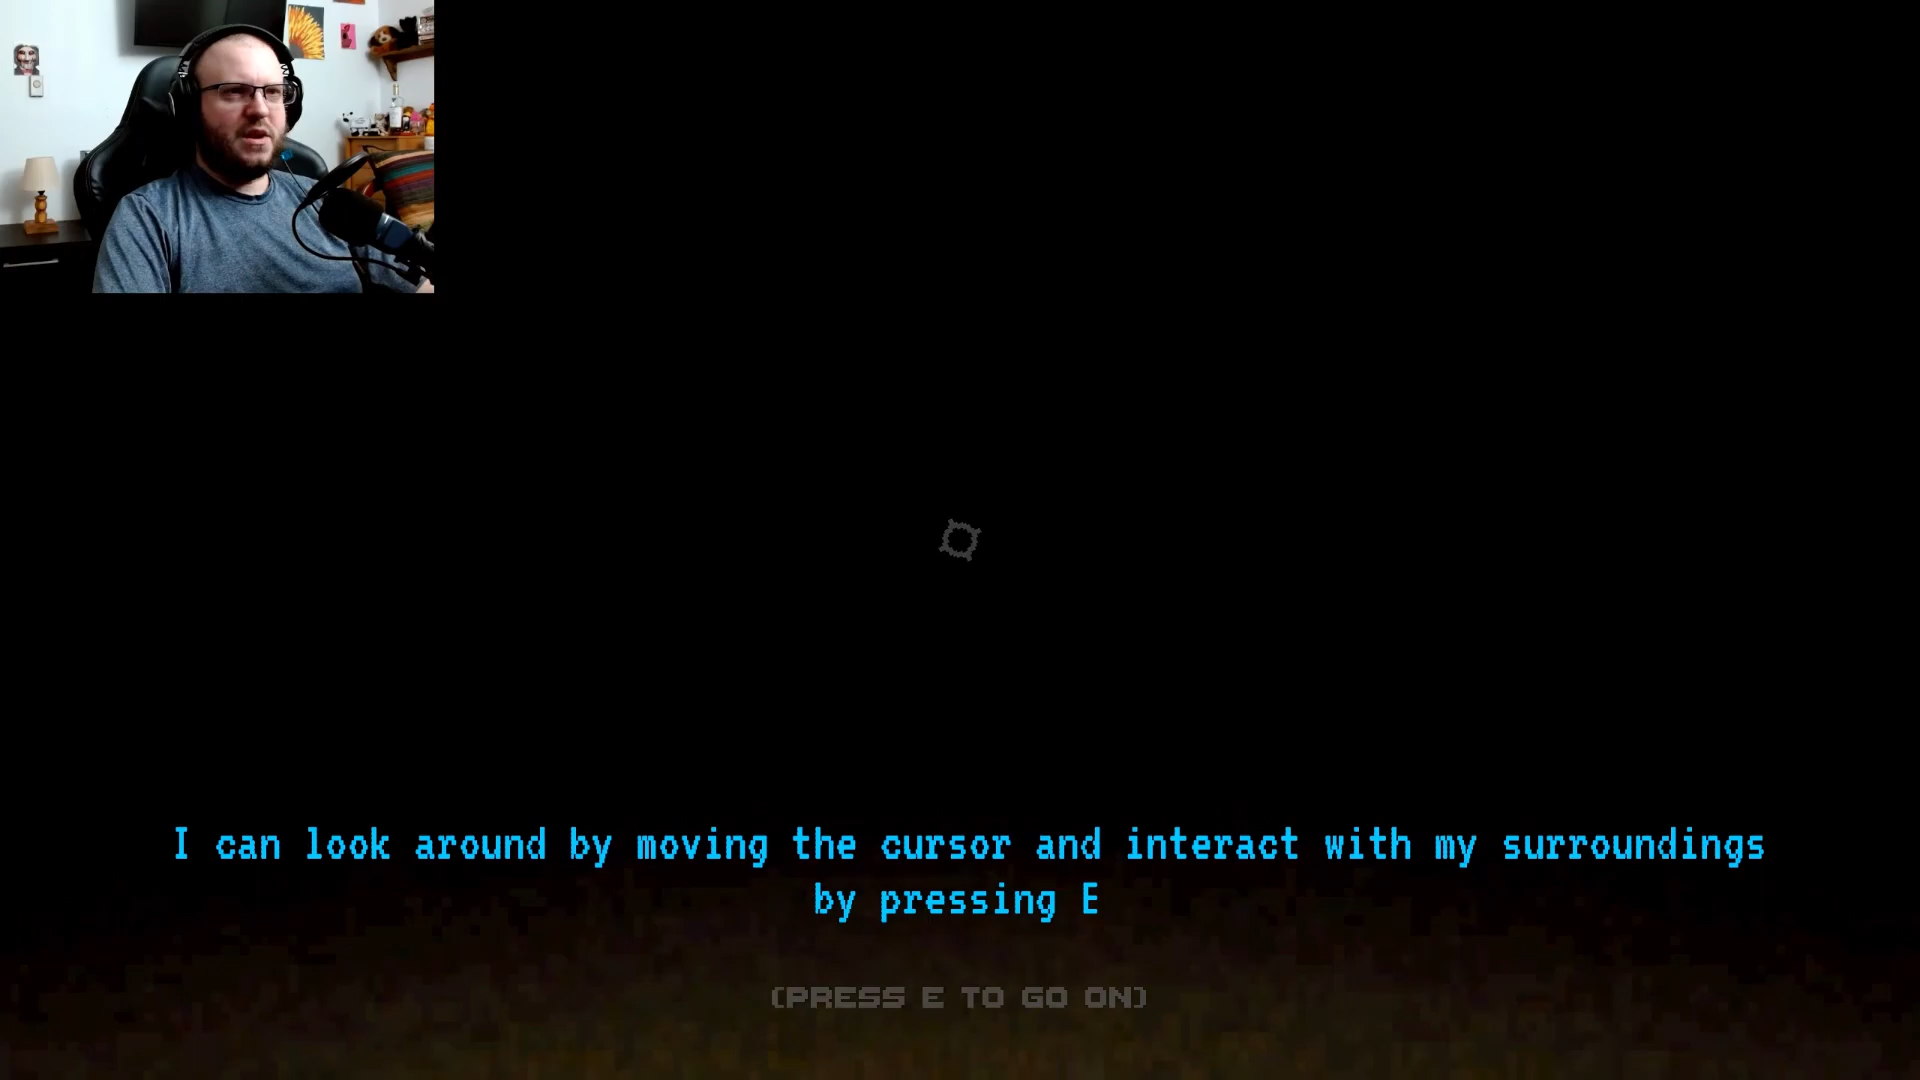 I can look around by moving the cursor and interact with my surroundings
by pressing E
(PRESS E TO GO ON)